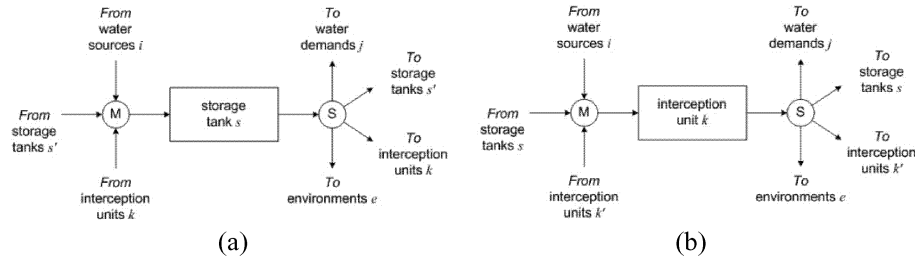 From
water
sources i
From
storage
tanks s'
M
storage
tank s
S
To
water
demands j
To
storage
tanks s'
To
interception
units k
From
interception
units k
To
environments e
(a)
From
water
sources i
From
storage
tanks s
M
interception
unit k
S
To
water
demands j
To
storage
tanks s
To
interception
units k'
From
interception
units k'
To
environments e
(b)